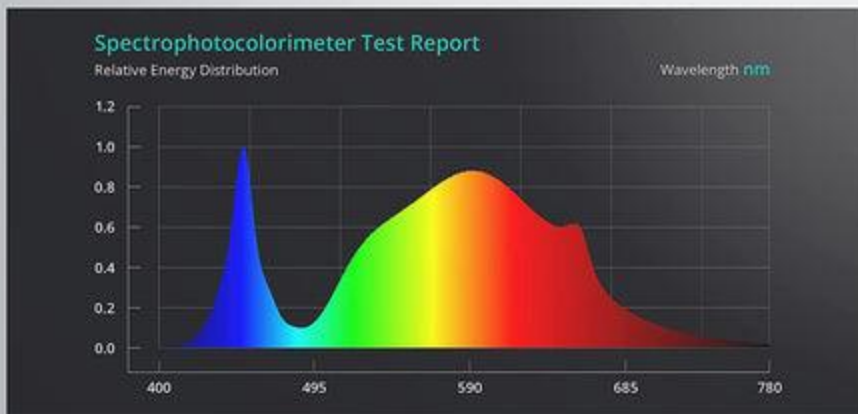 Spectrophotocolorimeter Test Report
Relative Energy Distribution
Wavelength nm
1.2
1.0
0.8
0.6
0.4
0.2
0.0
400 495 590 685 780